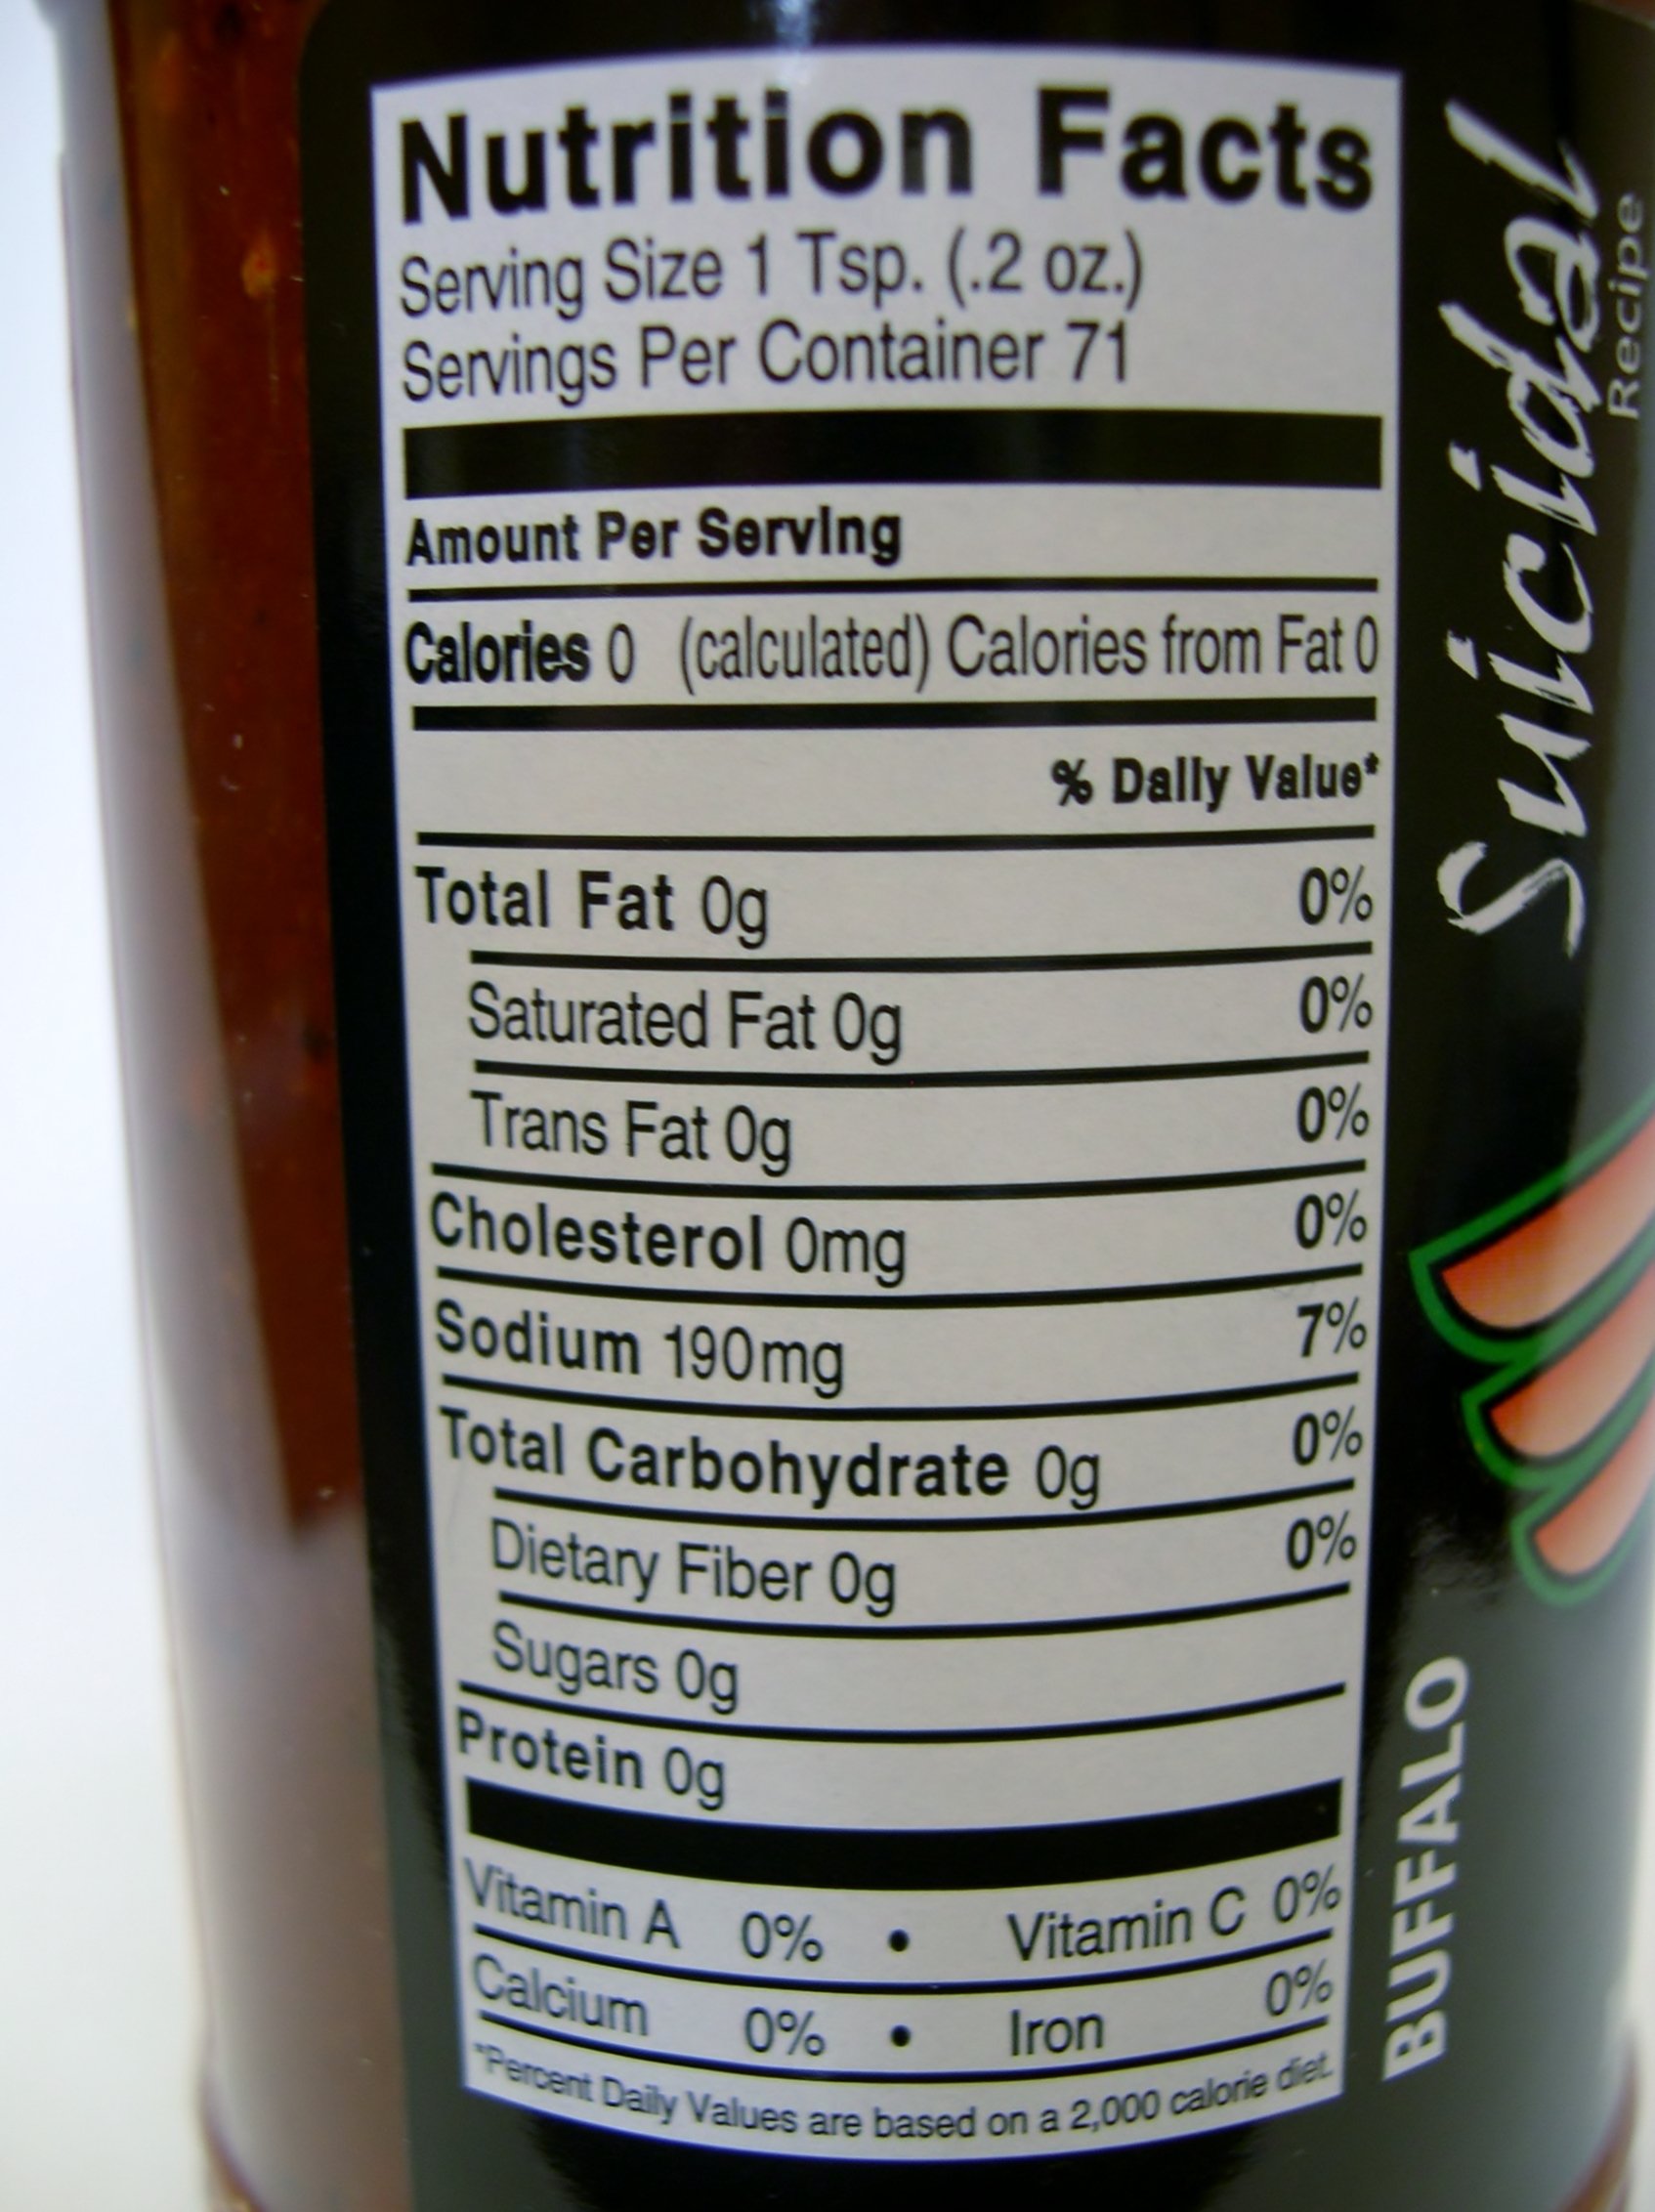 Nutrition Facts
Serving Size 1 Tsp. (.2 oz.)
Servings Per Container 71
Amount Per Serving
Calories 0 (calculated) Calories from Fat 0
% Daily Value*
Total Fat 0g 0%
Saturated Fat 0g 0%
Trans Fat 0g 0%
Cholesterol 0mg 0%
Sodium 190mg 7%
Total Carbohydrate 0g 0%
Dietary Fiber 0g 0%
Sugars 0g
Protein 0g
Vitamin A 0% • Vitamin C 0%
Calcium 0% • Iron 0%
*Percent Daily Values are based on a 2,000 calorie diet.
BUFFALO
Suicidal
Recipe